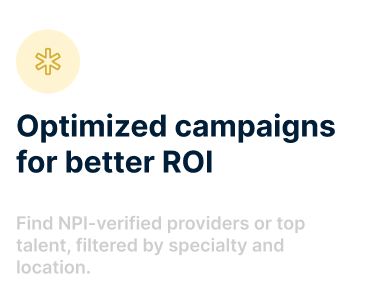 Optimized campaigns
for better ROI
Find NPI-verified providers or top
talent, filtered by specialty and
location.